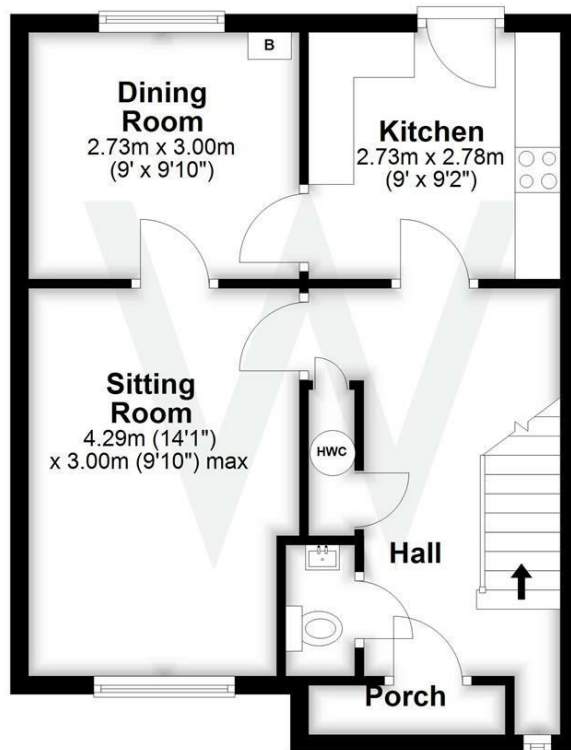 B
Dining
Room
2.73m x 3.00m
(9' x 9'10")
Kitchen
2.73m x 2.78m
(9' x 9'2")
Sitting
Room
4.29m (14'1")
x 3.00m (9'10") max
HWC
Hall
Porch
W